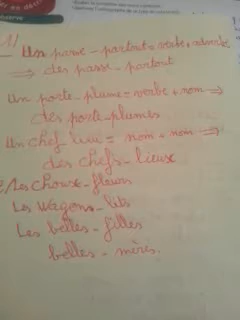 1/
Un passe-partout = verbe + adverbe
⇒ des passe-partout
Un porte-plume = verbe + nom ⇒
des porte-plumes
Un chef-lieu = nom + nom ⇒
des chefs-lieux
2/ Les choux-fleurs
Les wagons-lits
Les belles-filles
belles-mères.